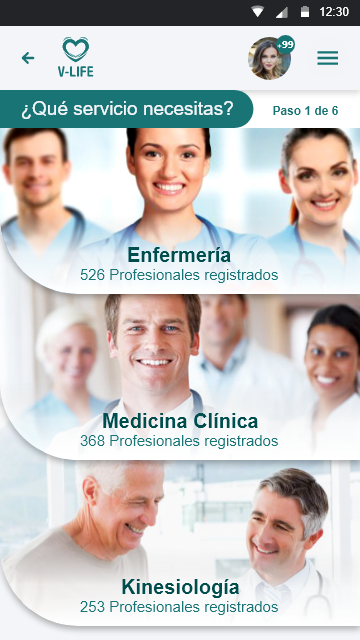 12:30
V-LIFE
+99
¿Qué servicio necesitas?
Paso 1 de 6
Enfermería
526 Profesionales registrados
Medicina Clínica
368 Profesionales registrados
Kinesiología
253 Profesionales registrados